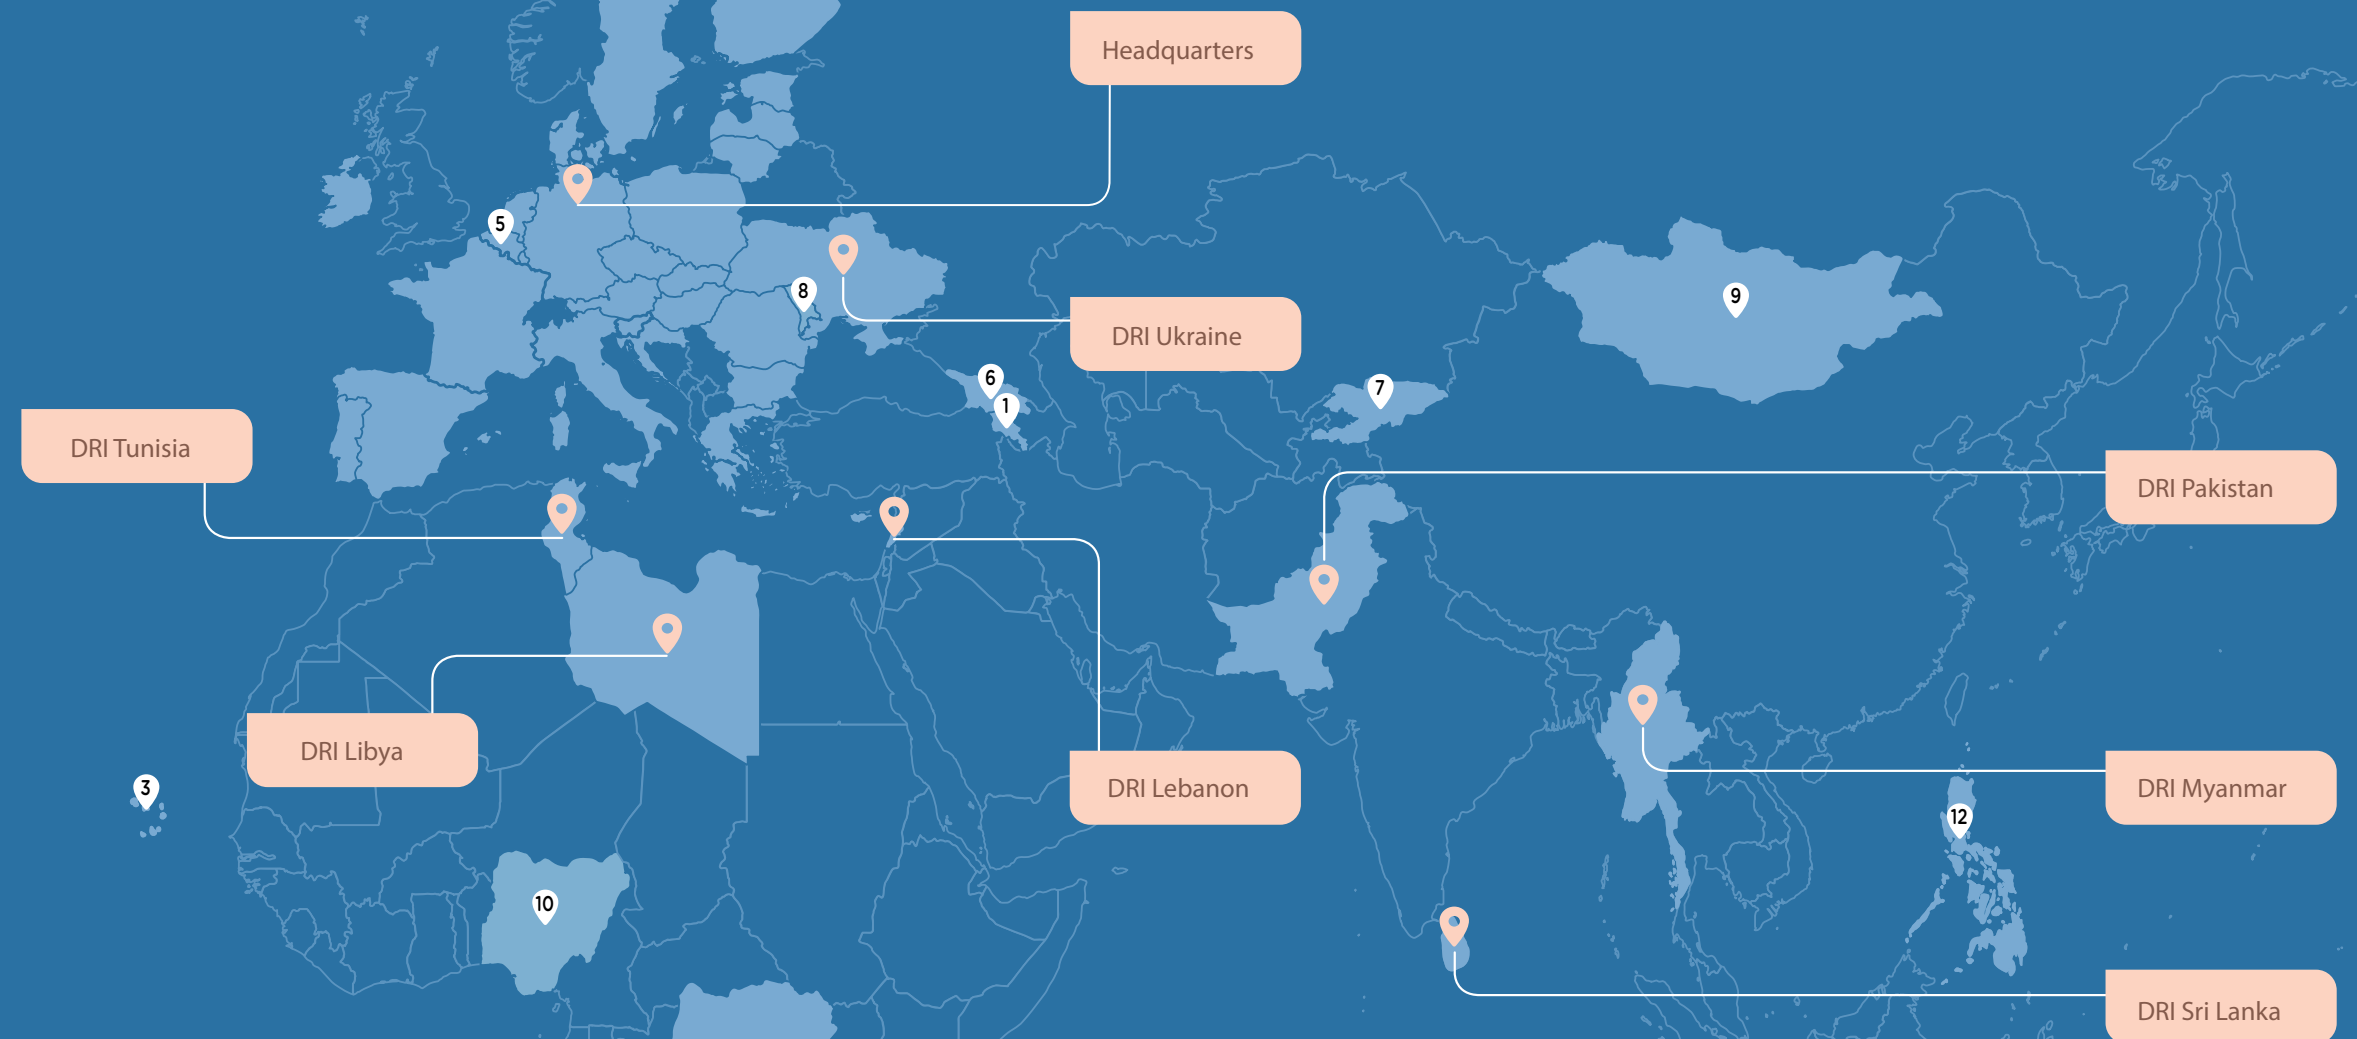 Headquarters
5
8
DRI Ukraine
9
6
1
7
DRI Tunisia
DRI Pakistan
DRI Libya
DRI Lebanon
DRI Myanmar
3
12
10
DRI Sri Lanka